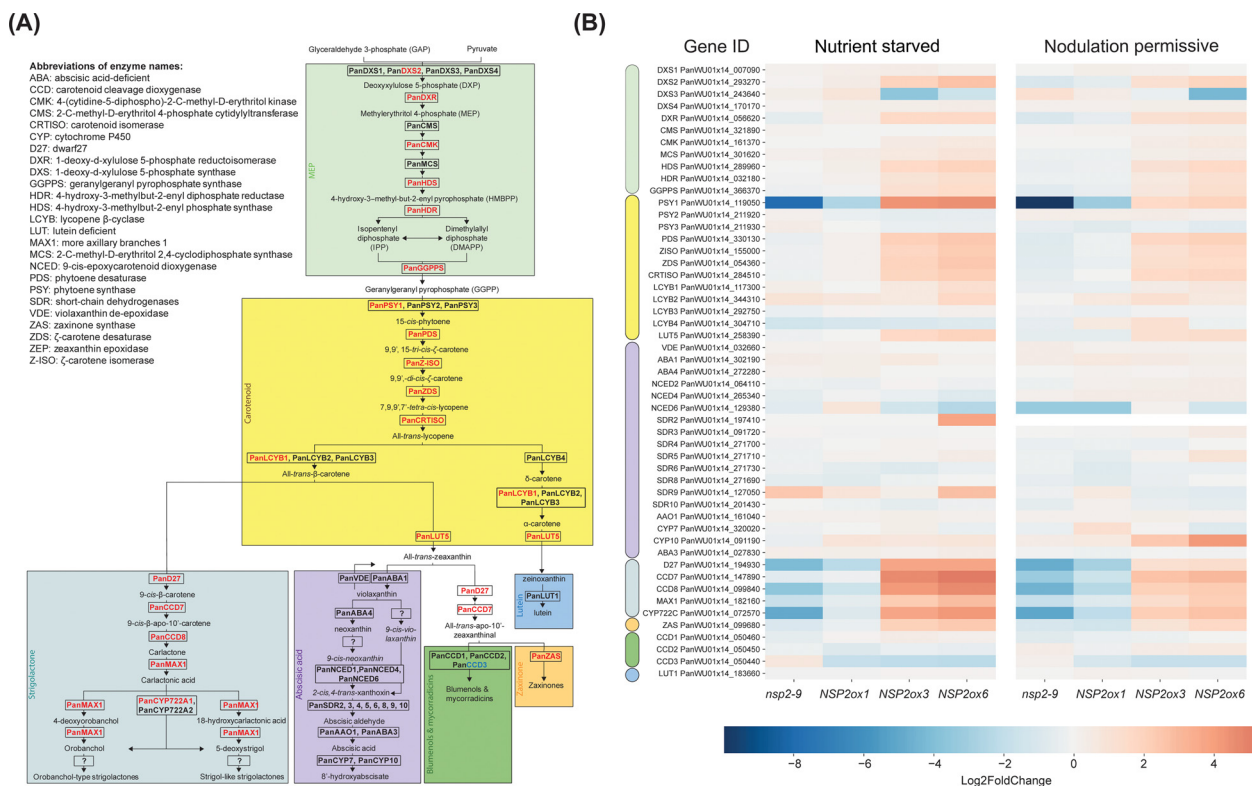 (A)
Abbreviations of enzyme names:
ABA: abscisic acid-deficient
CCD: carotenoid cleavage dioxygenase
CMK: 4-(cytidine-5-diphospho)-2-C-methyl-D-erythritol kinase
CMS: 2-C-methyl-D-erythritol 4-phosphate cytidylyltransferase
CRTISO: carotenoid isomerase
CYP: cytochrome P450
D27: dwarf27
DXR: 1-deoxy-d-xylulose 5-phosphate reductoisomerase
DXS: 1-deoxy-d-xylulose 5-phosphate synthase
GGPPS: geranylgeranyl pyrophosphate synthase
HDR: 4-hydroxy-3-methylbut-2-enyl diphosphate reductase
HDS: 4-hydroxy-3-methylbut-2-enyl phosphate synthase
LCYB: lycopene β-cyclase
LUT: lutein deficient
MAX1: more axillary branches 1
MCS: 2-C-methyl-D-erythritol 2,4-cyclodiphosphate synthase
NCED: 9-cis-epoxycarotenoid dioxygenase
PDS: phytoene desaturase
PSY: phytoene synthase
SDR: short-chain dehydrogenases
VDE: violaxanthin de-epoxidase
ZAS: zaxinone synthase
ZDS: ζ-carotene desaturase
ZEP: zeaxanthin epoxidase
Z-ISO: ζ-carotene isomerase
Glyceraldehyde 3-phosphate (GAP) Pyruvate
MEP
PanDXS1, PanDXS2, PanDXS3, PanDXS4
Deoxyxylulose 5-phosphate (DXP)
PanDXR
Methylerythritol 4-phosphate (MEP)
PanCMS
PanCMK
PanMCS
PanHDS
4-hydroxy-3–methyl-but-2-enyl pyrophosphate (HMBPP)
PanHDR
Isopentenyl diphosphate (IPP)
Dimethylallyl diphosphate (DMAPP)
PanGGPPS
Geranylgeranyl pyrophosphate (GGPP)
Carotenoid
PanPSY1, PanPSY2, PanPSY3
15-cis-phytoene
PanPDS
9,9', 15-tri-cis-ζ-carotene
PanZ-ISO
9,9',-di-cis-ζ-carotene
PanZDS
7,9,9',7'-tetra-cis-lycopene
PanCRTISO
All-trans-lycopene
PanLCYB1, PanLCYB2, PanLCYB3
PanLCYB4
All-trans-β-carotene
δ-carotene
PanLCYB1, PanLCYB2,
PanLCYB3
α-carotene
PanLUT5
PanLUT5
All-trans-zeaxanthin
Strigolactone
PanD27
9-cis-β-carotene
PanCCD7
9-cis-β-apo-10'-carotene
PanCCD8
Carlactone
PanMAX1
Carlactonic acid
PanMAX1
PanCYP722A1,
PanCYP722A2
PanMAX1
4-deoxyorobanchol
18-hydroxycarlactonic acid
PanMAX1
PanMAX1
Orobanchol
5-deoxystrigol
?
?
Orobanchol-type strigolactones
Strigol-like strigolactones
Abscisic acid
PanVDE PanABA1
violaxanthin
PanABA4
?
neoxanthin
9-cis-vio-
laxanthin
?
9-cis-neoxanthin
PanNCED1,PanNCED4,
PanNCED6
2-cis,4-trans-xanthoxin
PanSDR2, 3, 4, 5, 6, 8, 9, 10
Abscisic aldehyde
PanAAO1, PanABA3
Abscisic acid
PanCYP7, PanCYP10
8'-hydroxyabscisate
PanD27
PanCCD7
All-trans-apo-10'-
zeaxanthinal
Lutein
zeinoxanthin
PanLUT1
lutein
Blumenols & mycorradicins
PanCCD1, PanCCD2,
PanCCD3
Blumenols &
mycorradicins
Zaxinone
PanZAS
Zaxinones
(B)
Gene ID Nutrient starved Nodulation permissive
DXS1 PanWU01x14_007090
DXS2 PanWU01x14_293270
DXS3 PanWU01x14_243640
DXS4 PanWU01x14_170170
DXR PanWU01x14_056620
CMS PanWU01x14_321890
CMK PanWU01x14_161370
MCS PanWU01x14_301620
HDS PanWU01x14_289960
HDR PanWU01x14_032180
GGPPS PanWU01x14_366370
PSY1 PanWU01x14_119050
PSY2 PanWU01x14_211920
PSY3 PanWU01x14_211930
PDS PanWU01x14_330130
ZISO PanWU01x14_155000
ZDS PanWU01x14_054360
CRTISO PanWU01x14_284510
LCYB1 PanWU01x14_117300
LCYB2 PanWU01x14_344310
LCYB3 PanWU01x14_292750
LCYB4 PanWU01x14_304710
LUT5 PanWU01x14_258390
VDE PanWU01x14_032660
ABA1 PanWU01x14_302190
ABA4 PanWU01x14_272280
NCED2 PanWU01x14_064110
NCED4 PanWU01x14_265340
NCED6 PanWU01x14_129380
SDR2 PanWU01x14_197410
SDR3 PanWU01x14_091720
SDR4 PanWU01x14_271700
SDR5 PanWU01x14_271710
SDR6 PanWU01x14_271730
SDR8 PanWU01x14_271690
SDR9 PanWU01x14_127050
SDR10 PanWU01x14_201430
AAO1 PanWU01x14_161040
CYP7 PanWU01x14_320020
CYP10 PanWU01x14_091190
ABA3 PanWU01x14_027830
D27 PanWU01x14_194930
CCD7 PanWU01x14_147890
CCD8 PanWU01x14_099840
MAX1 PanWU01x14_182160
CYP722C PanWU01x14_072570
ZAS PanWU01x14_099680
CCD1 PanWU01x14_050460
CCD2 PanWU01x14_050450
CCD3 PanWU01x14_050440
LUT1 PanWU01x14_183660
nsp2-9 NSP2ox1 NSP2ox3 NSP2ox6 nsp2-9 NSP2ox1 NSP2ox3 NSP2ox6
−8 −6 −4 −2 0 2 4
Log2FoldChange